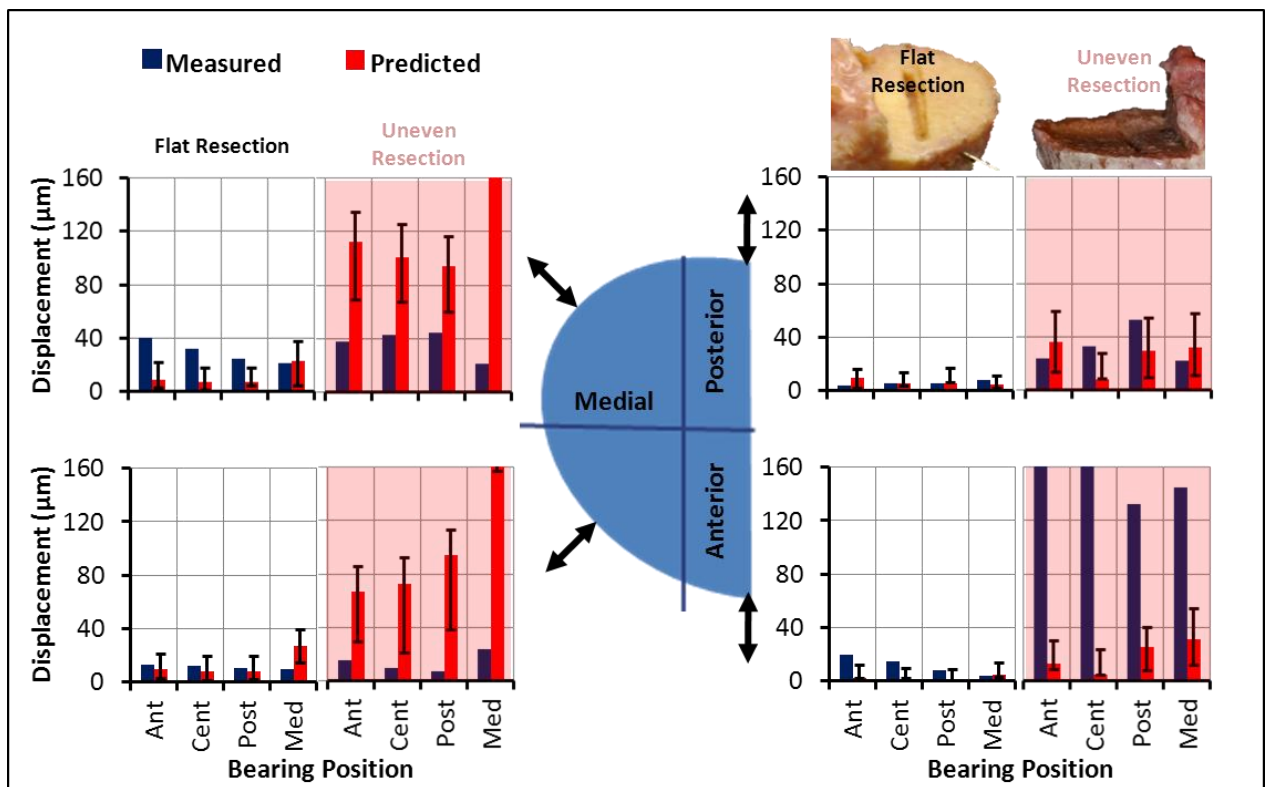 Measured
Predicted
Flat
Resection
Uneven
Resection
Flat Resection
Uneven
Resection
Displacement (µm)
160
120
80
40
0
160
120
80
40
0
Medial
Posterior
Anterior
Displacement (µm)
160
120
80
40
0
160
120
80
40
0
Ant
Cent
Post
Med
Ant
Cent
Post
Med
Ant
Cent
Post
Med
Ant
Cent
Post
Med
Bearing Position
Bearing Position